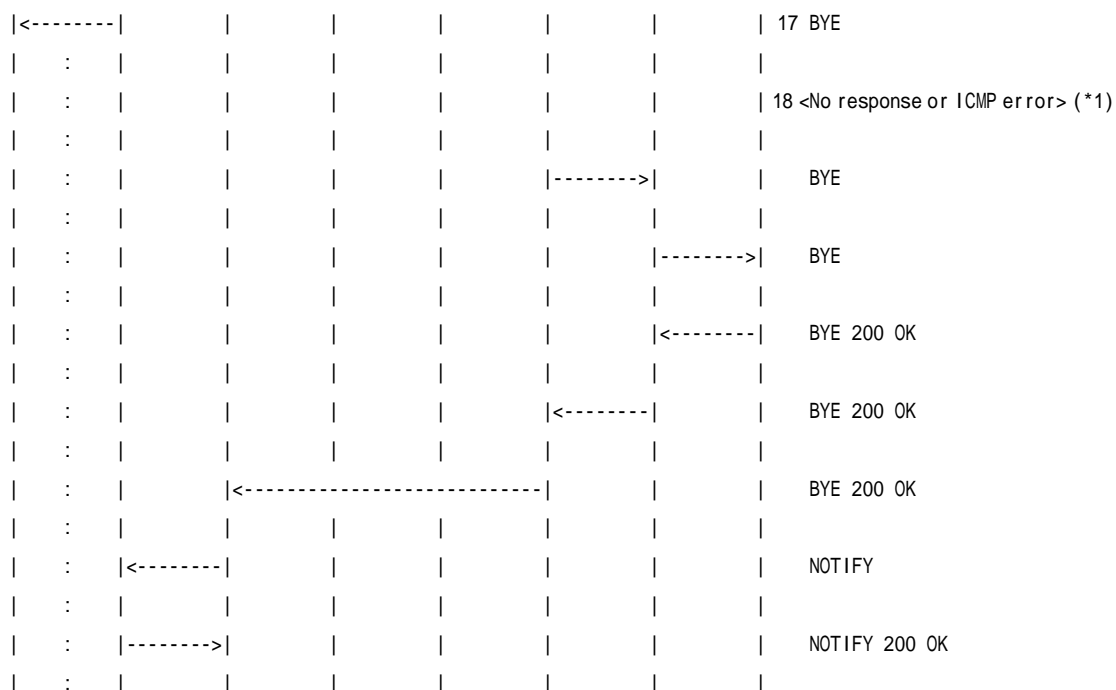 |<--------| | | | | | | 17 BYE
| : | | | | | | |
| : | | | | | | | 18 <No response or ICMP error> (*1)
| : | | | | | | |
| : | | | | |-------->| | BYE
| : | | | | | | |
| : | | | | | |-------->| BYE
| : | | | | | | |
| : | | | | | |<--------| BYE 200 OK
| : | | | | | | |
| : | | | | |<--------| | BYE 200 OK
| : | | | | | | |
| : | |<---------------------------| | | BYE 200 OK
| : | | | | | | |
| : |<--------| | | | | | NOTIFY
| : | | | | | | |
| : |-------->| | | | | | NOTIFY 200 OK
| : | | | | | | |